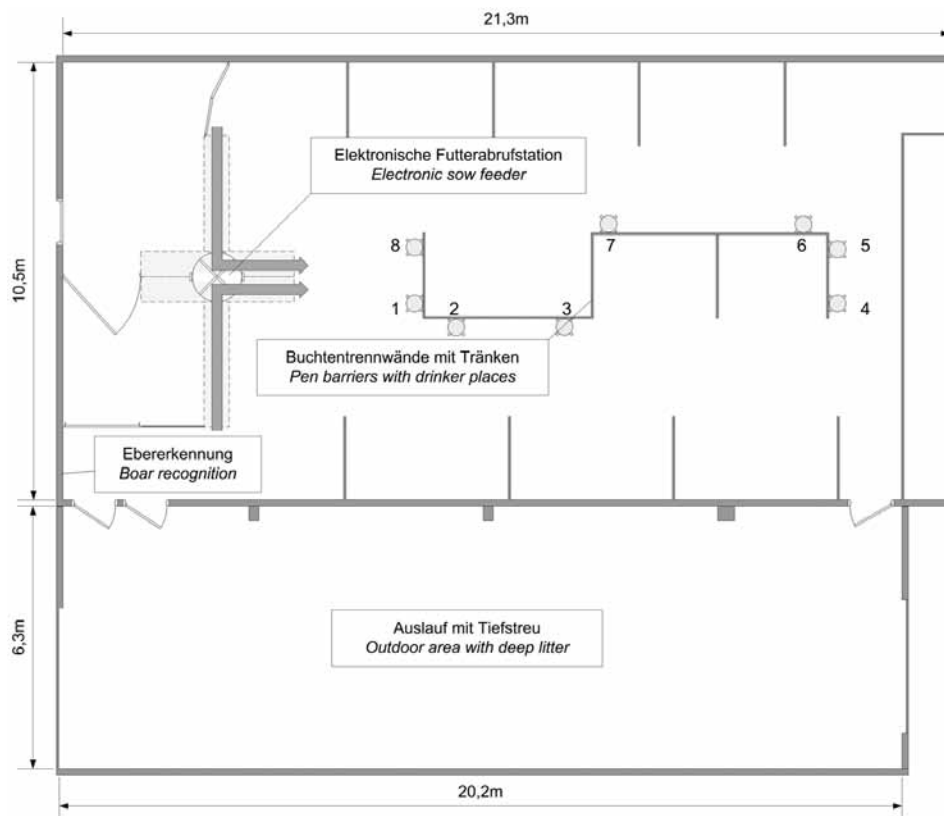 21,3m
Elektronische Futterabrufstation
Electronic sow feeder
8
7
6
5
10,5m
1
2
3
4
Buchtentrennwände mit Tränken
Pen barriers with drinker places
Ebererkennung
Boar recognition
6,3m
Auslauf mit Tiefstreu
Outdoor area with deep litter
20,2m